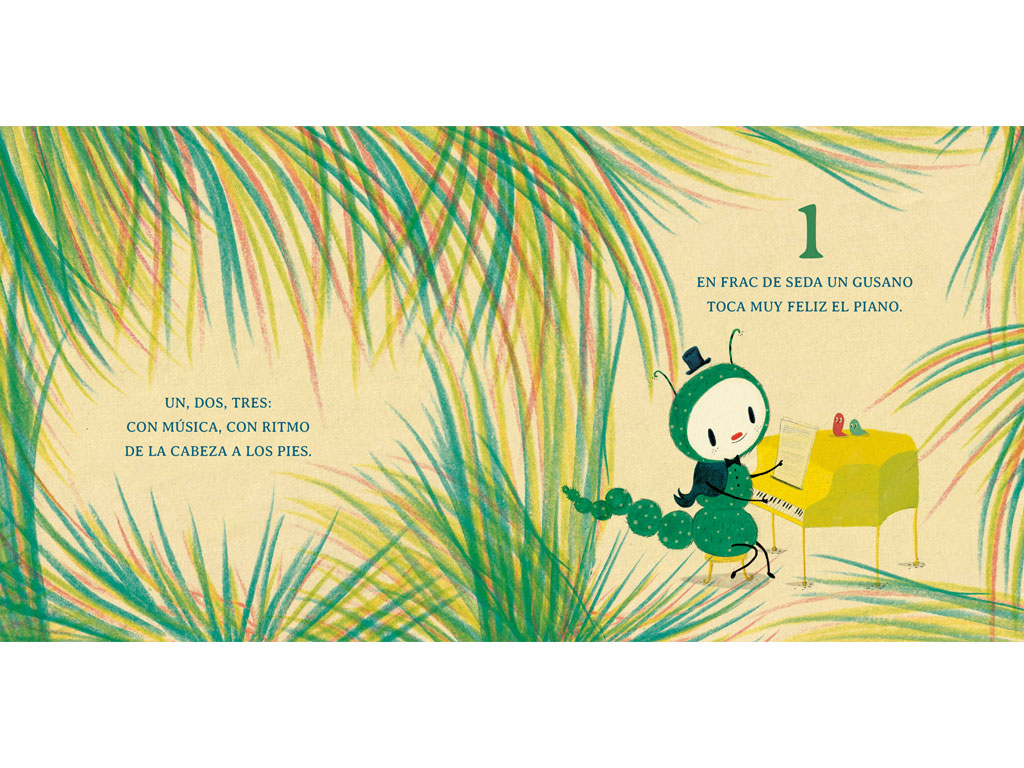 UN, DOS, TRES:
CON MÚSICA, CON RITMO
DE LA CABEZA A LOS PIES.
1
EN FRAC DE SEDA UN GUSANO
TOCA MUY FELIZ EL PIANO.